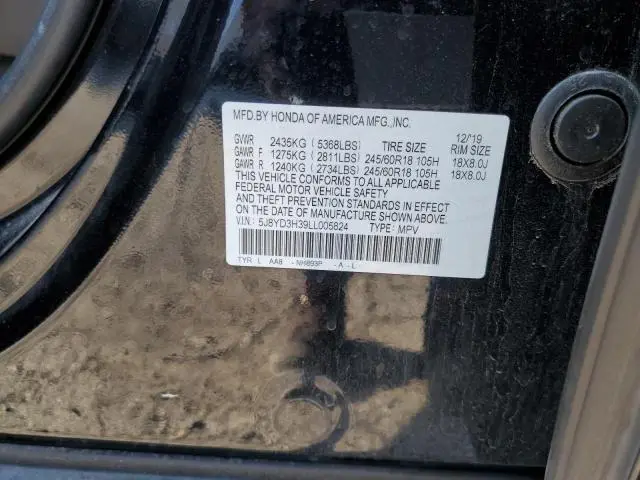 MFD.BY HONDA OF AMERICA MFG.,INC. 12/'19
GVWR 2435KG ( 5368LBS) TIRE SIZE RIM SIZE
GAWR F 1275KG ( 2811LBS) 245/60R18 105H 18X8.0J
GAWR R 1240KG ( 2734LBS) 245/60R18 105H 18X8.0J
THIS VEHICLE CONFORMS TO ALL APPLICABLE
FEDERAL MOTOR VEHICLE SAFETY
AND THEFT PREVENTION STANDARDS IN EFFECT
ON THE DATE OF MANUFACTURE SHOWN ABOVE.
V.I.N: 5J8YD3H39LL005824 TYPE: MPV
TYR L AA8 -NH893P -A -L